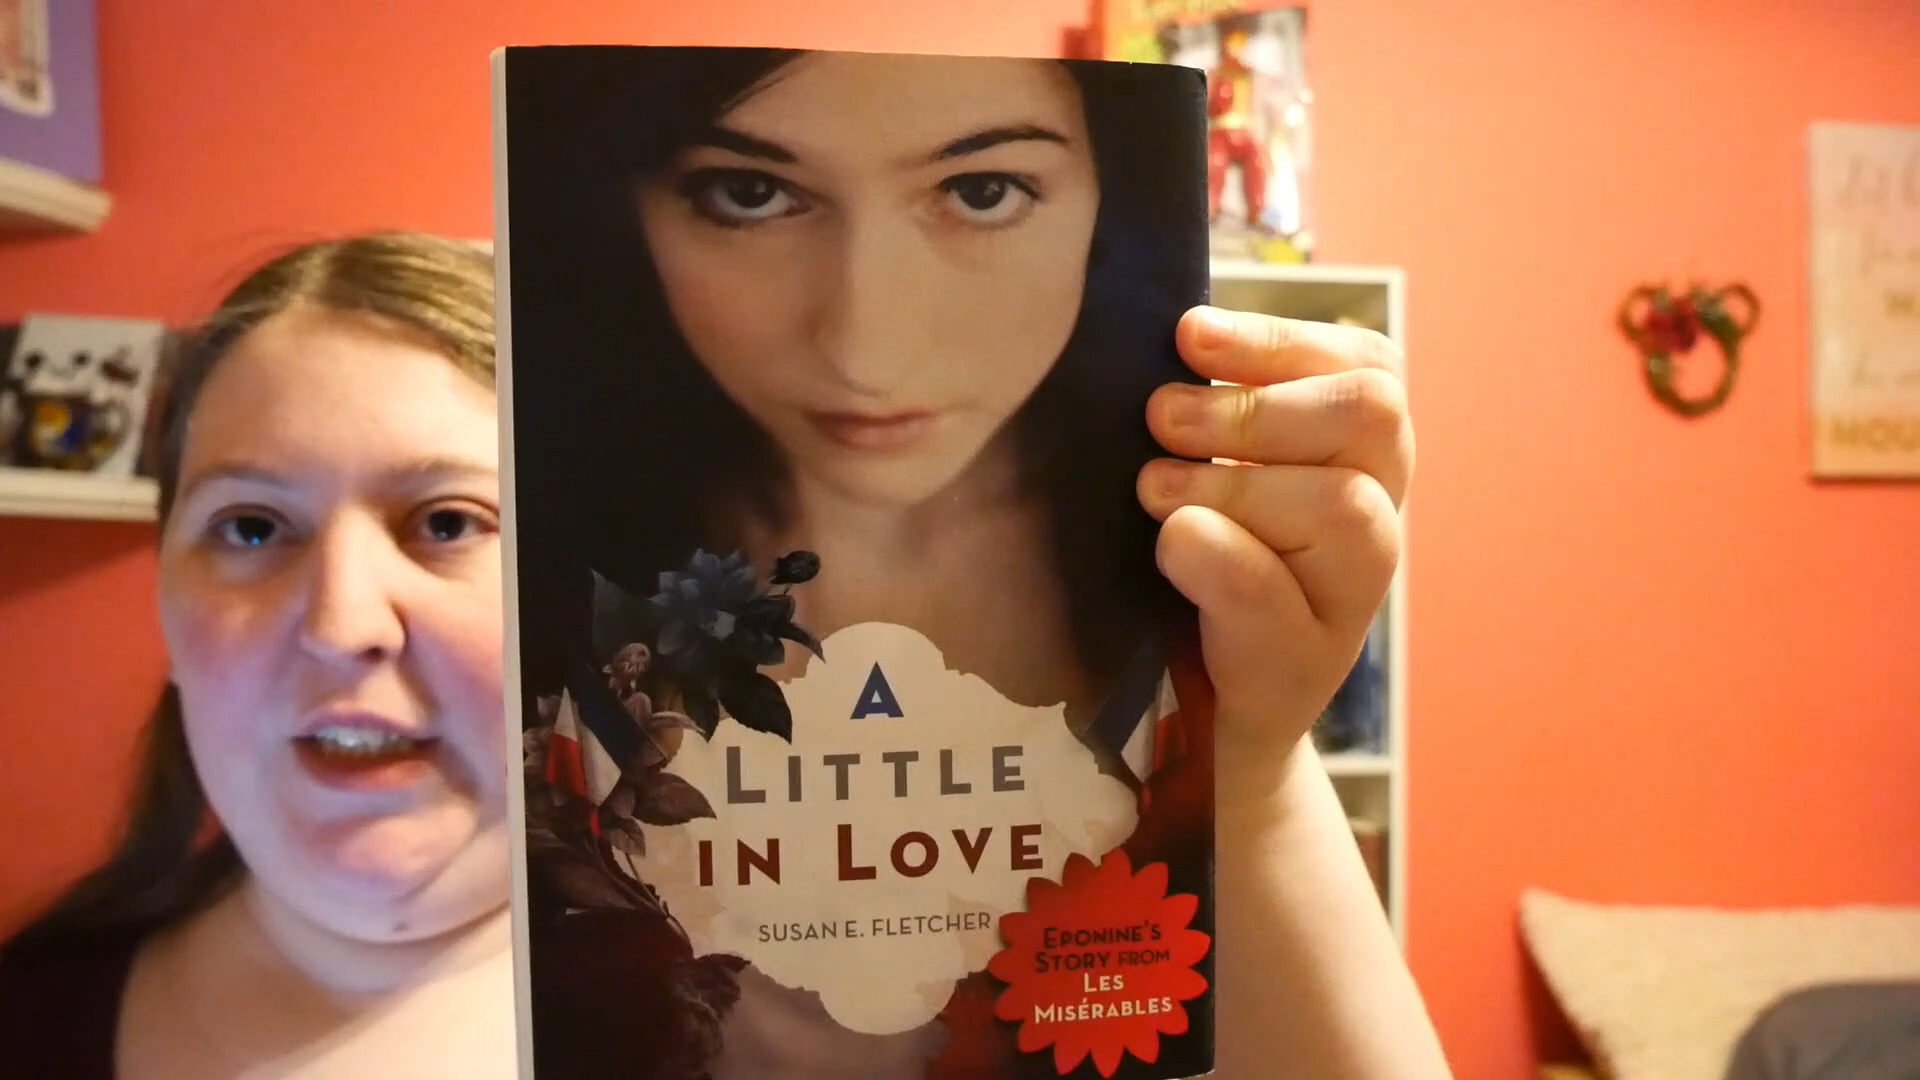 A
LITTLE
IN LOVE
SUSAN E. FLETCHER
EPONINE'S
STORY FROM
LES
MISÉRABLES